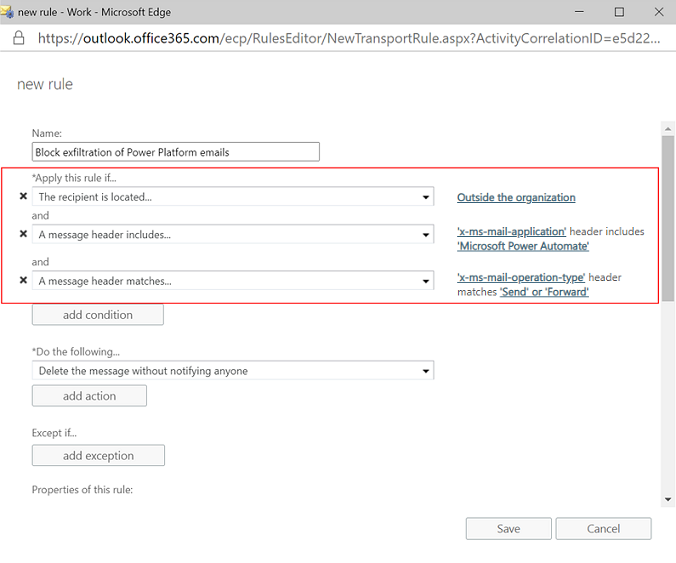 new rule - Work - Microsoft Edge
https://outlook.office365.com/ecp/RulesEditor/NewTransportRule.aspx?ActivityCorrelationID=e5d22...
new rule
Name:
Block exfiltration of Power Platform emails
*Apply this rule if...
The recipient is located...
Outside the organization
and
A message header includes...
'x-ms-mail-application' header includes
'Microsoft Power Automate'
and
A message header matches...
'x-ms-mail-operation-type' header
matches 'Send' or 'Forward'
add condition
*Do the following...
Delete the message without notifying anyone
add action
Except if...
add exception
Properties of this rule:
Save
Cancel